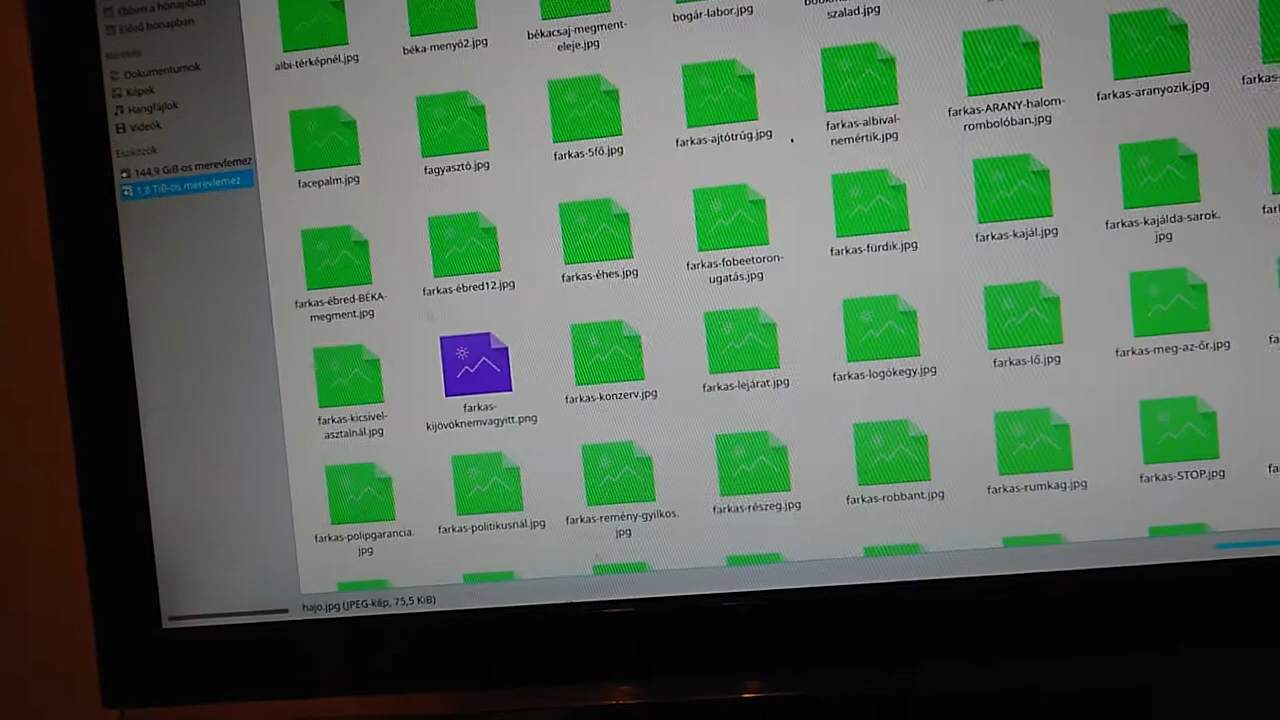 Ebben a hónapban
Előző hónapban
Keresés
Dokumentumok
Képek
Hangfájlok
Videók
Eszközök
144,9 GiB-os merevlemez
1,8 TiB-os merevlemez
albi-térképnél.jpg
béka-menyó2.jpg
békacsaj-megment-
eleje.jpg
bogár-labor.jpg
szalad.jpg
facepalm.jpg
fagyasztó.jpg
farkas-5fő.jpg
farkas-ajtótrúg.jpg
farkas-albival-
nemértik.jpg
farkas-ARANY-halom-
rombolóban.jpg
farkas-aranyozik.jpg
farkas-
farkas-ébred-BÉKA-
megment.jpg
farkas-ébred12.jpg
farkas-éhes.jpg
farkas-fobeetoron-
ugatás.jpg
farkas-fürdik.jpg
farkas-kajál.jpg
farkas-kajálda-sarok.
jpg
farkas-kicsivel-
asztalnál.jpg
farkas-
kijövöknemvagyitt.png
farkas-konzerv.jpg
farkas-lejárat.jpg
farkas-logókegy.jpg
farkas-lő.jpg
farkas-meg-az-őr.jpg
farkas-polipgarancia.
jpg
farkas-politikusnál.jpg
farkas-remény-gyilkos.
jpg
farkas-részeg.jpg
farkas-robbant.jpg
farkas-rumkag.jpg
farkas-STOP.jpg
hajo.jpg (JPEG-kép, 75,5 KiB)